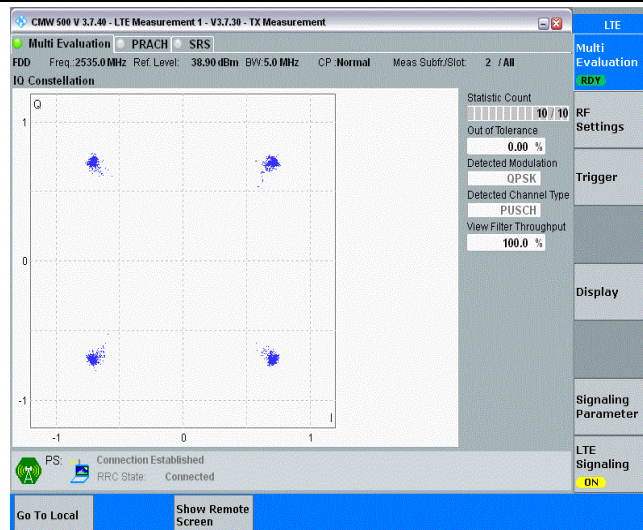 CMW 500 V 3.7.40 - LTE Measurement 1 - V3.7.30 - TX Measurement
Multi Evaluation PRACH SRS
FDD Freq.:2535.0 MHz Ref. Level: 38.90 dBm BW:5.0 MHz CP :Normal Meas Subfr./Slot: 2 / All
IQ Constellation
Q
1
0
-1
-1 0 1
I
Statistic Count
10 / 10
Out of Tolerance
0.00 %
Detected Modulation
QPSK
Detected Channel Type
PUSCH
View Filter Throughput
100.0 %
PS: Connection Established
RRC State: Connected
LTE
Multi
Evaluation
RDY
RF
Settings
Trigger
Display
Signaling
Parameter
LTE
Signaling
ON
Go To Local
Show Remote
Screen